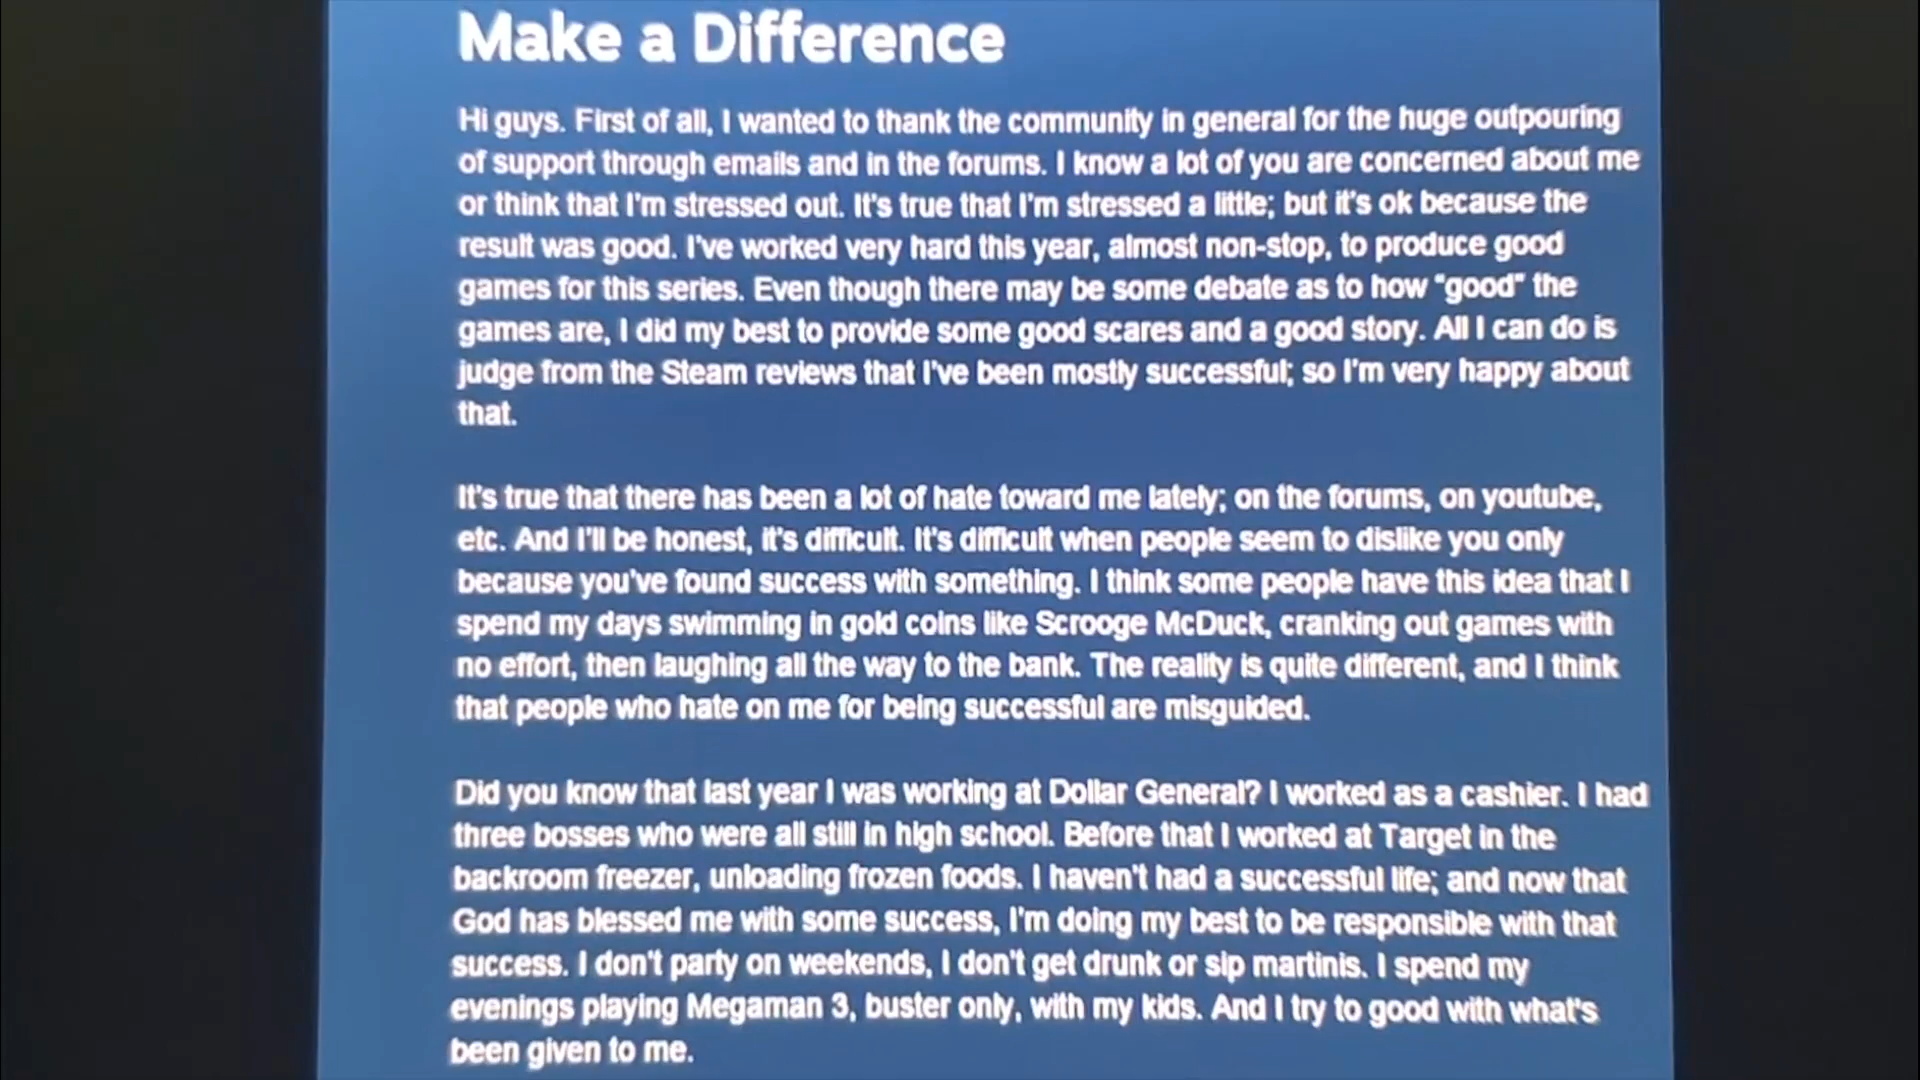 Make a Difference
Hi guys. First of all, I wanted to thank the community in general for the huge outpouring
of support through emails and in the forums. I know a lot of you are concerned about me
or think that I'm stressed out. It's true that I'm stressed a little; but it's ok because the
result was good. I've worked very hard this year, almost non-stop, to produce good
games for this series. Even though there may be some debate as to how "good" the
games are, I did my best to provide some good scares and a good story. All I can do is
judge from the Steam reviews that I've been mostly successful; so I'm very happy about
that.
It's true that there has been a lot of hate toward me lately; on the forums, on youtube,
etc. And I'll be honest, it's difficult. It's difficult when people seem to dislike you only
because you've found success with something. I think some people have this idea that I
spend my days swimming in gold coins like Scrooge McDuck, cranking out games with
no effort, then laughing all the way to the bank. The reality is quite different, and I think
that people who hate on me for being successful are misguided.
Did you know that last year I was working at Dollar General? I worked as a cashier. I had
three bosses who were all still in high school. Before that I worked at Target in the
backroom freezer, unloading frozen foods. I haven't had a successful life; and now that
God has blessed me with some success, I'm doing my best to be responsible with that
success. I don't party on weekends, I don't get drunk or sip martinis. I spend my
evenings playing Megaman 3, buster only, with my kids. And I try to good with what's
been given to me.